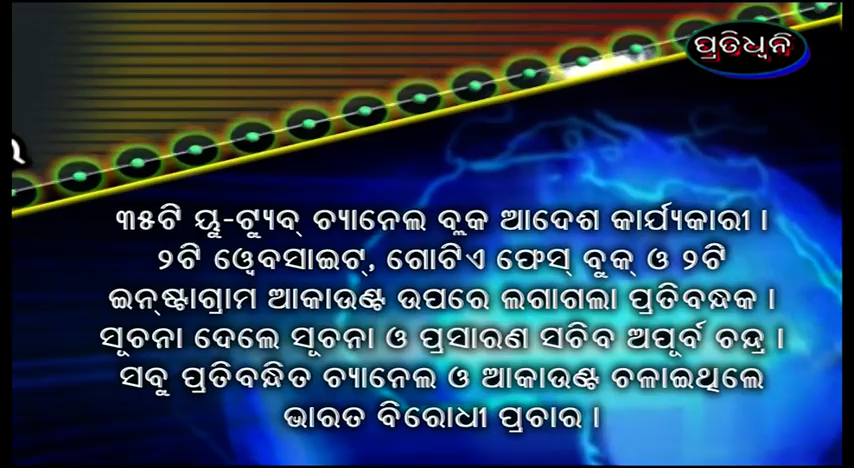 ପ୍ରତିଧ୍ୱନି
୩୫ଟି ୟୁ-ଟ୍ୟୁବ୍ ଚ୍ୟାନେଲ ବ୍ଲକ ଆଦେଶ କାର୍ଯ୍ୟକାରୀ ।
୨ଟି ୱେବସାଇଟ୍, ଗୋଟିଏ ଫେସ୍ ବୁକ୍ ଓ ୨ଟି
ଇନ୍‌ଷ୍ଟାଗ୍ରାମ ଆକାଉଣ୍ଟ ଉପରେ ଲଗାଗଲା ପ୍ରତିବନ୍ଧକ ।
ସୂଚନା ଦେଲେ ସୂଚନା ଓ ପ୍ରସାରଣ ସଚିବ ଅପୂର୍ବ ଚନ୍ଦ୍ର ।
ସବୁ ପ୍ରତିବନ୍ଧିତ ଚ୍ୟାନେଲ ଓ ଆକାଉଣ୍ଟ ଚଳାଇଥିଲେ
ଭାରତ ବିରୋଧୀ ପ୍ରଚାର ।